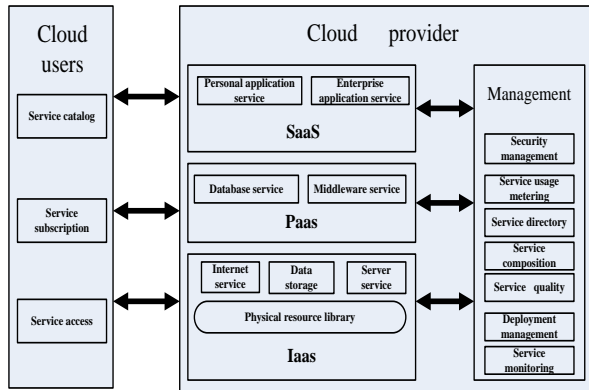 Cloud
users
Service catalog
Service
subscription
Service access
Cloud provider
Personal application
service
Enterprise
application service
SaaS
Database service
Middleware service
Paas
Internet
service
Data
storage
Server
service
Physical resource library
Iaas
Management
Security
management
Service usage
metering
Service directory
Service
composition
Service quality
Deployment
management
Service
monitoring